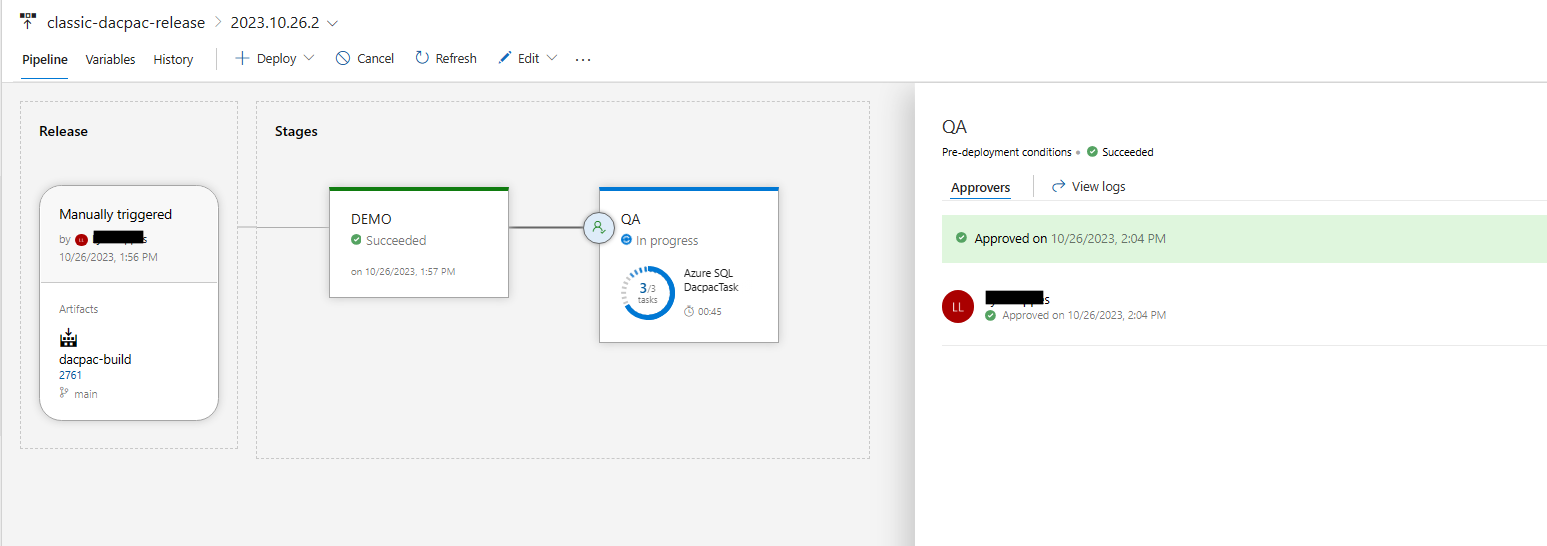 classic-dacpac-release > 2023.10.26.2
Pipeline Variables History Deploy Cancel Refresh Edit ...
Release
Manually triggered
by LL
10/26/2023, 1:56 PM
Artifacts
dacpac-build
2761
main
Stages
DEMO
Succeeded
on 10/26/2023, 1:57 PM
QA
In progress
3/3
tasks
Azure SQL
DacpacTask
00:45
QA
Pre-deployment conditions • Succeeded
Approvers View logs
Approved on 10/26/2023, 2:04 PM
LL
Approved on 10/26/2023, 2:04 PM